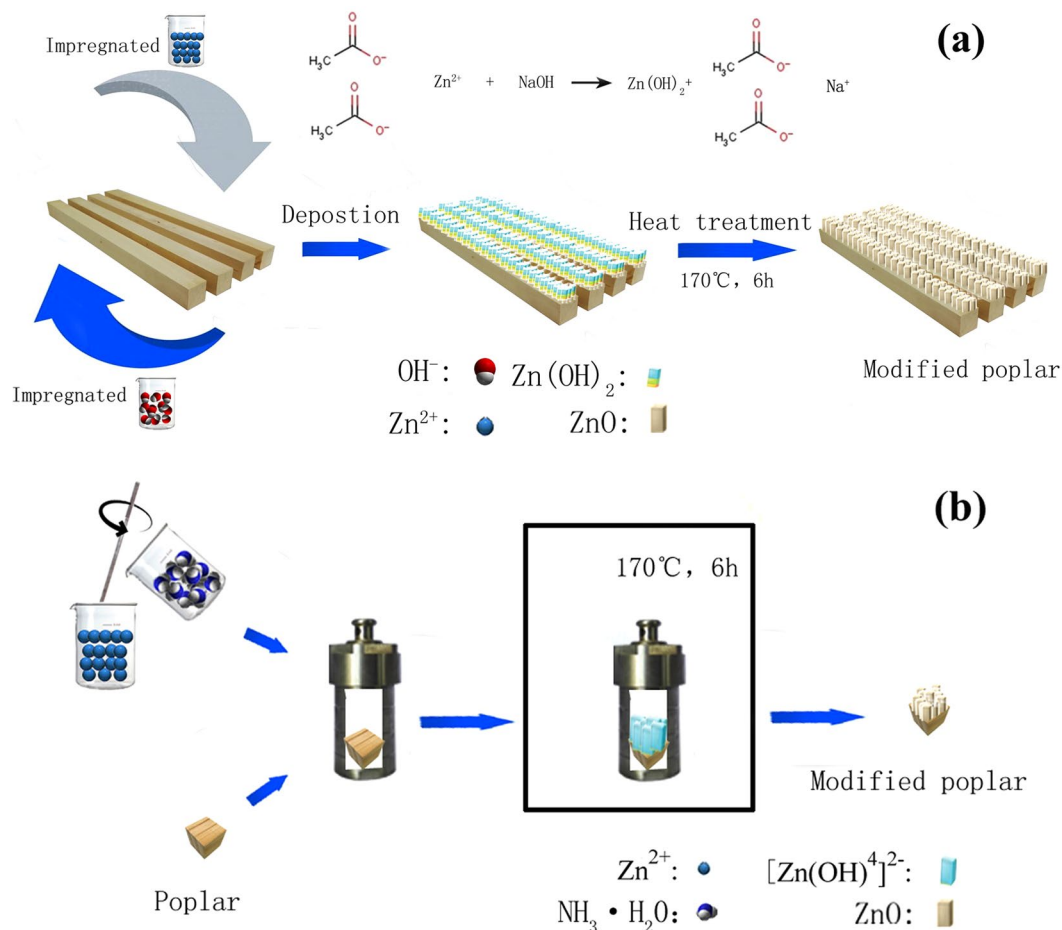 (a)
Impregnated
H₃C O O⁻
H₃C O O⁻
Zn²⁺ + NaOH → Zn(OH)₂+
H₃C O O⁻
H₃C O O⁻
Na⁺
Depostion
Heat treatment
170℃, 6h
Impregnated
Modified poplar
OH⁻:
Zn(OH)₂:
Zn²⁺:
ZnO:
(b)
170℃, 6h
Modified poplar
Poplar
Zn²⁺:
[Zn(OH)⁴]²⁻:
NH₃·H₂O:
ZnO: